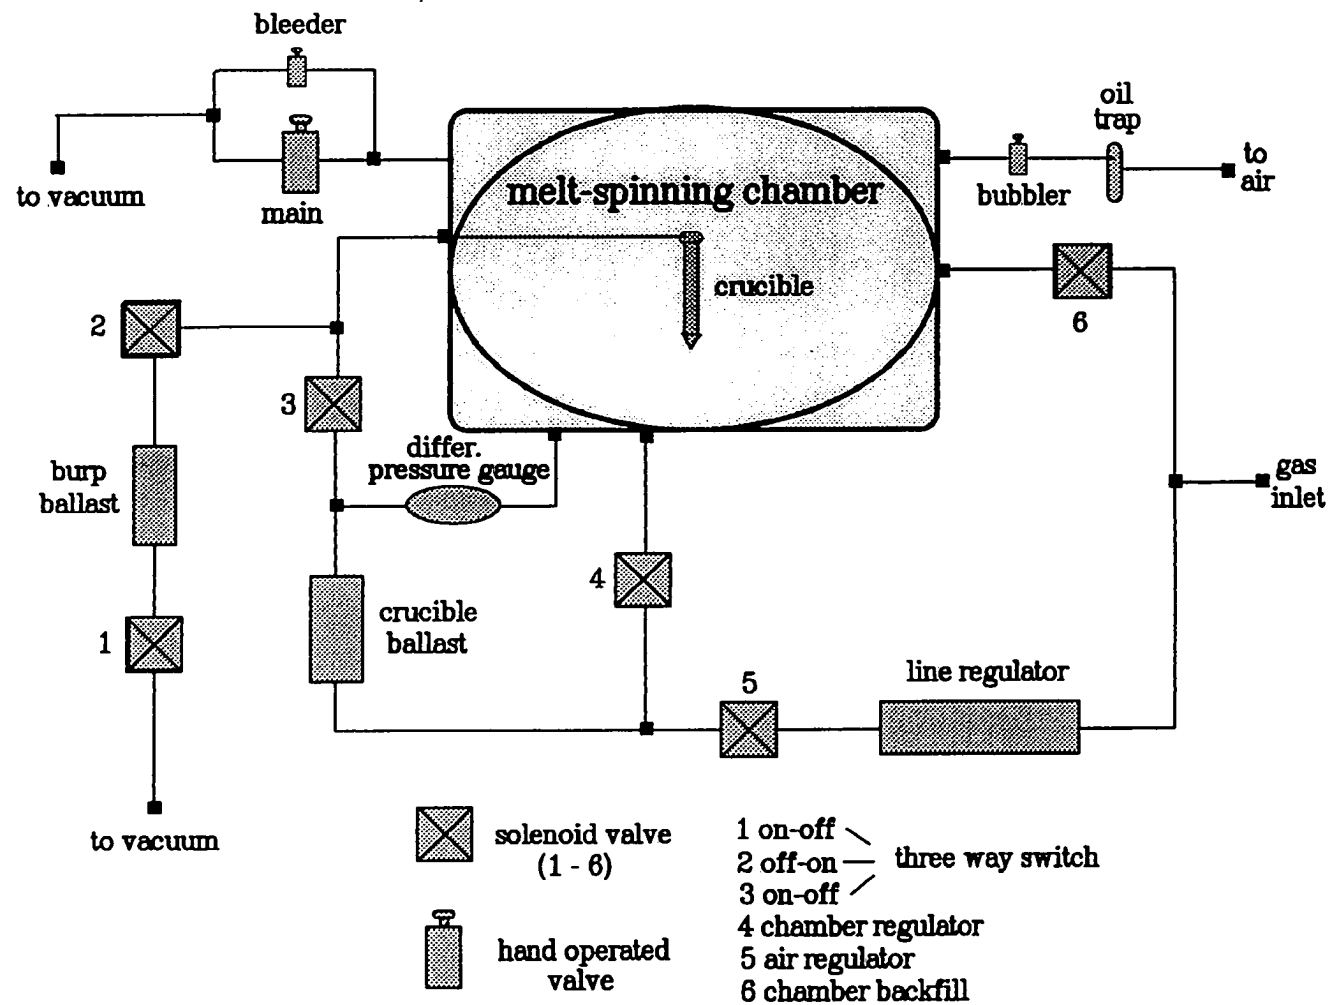 bleeder
to vacuum
main
melt-spinning chamber
crucible
oil
trap
bubbler
to
air
6
2
3
differ.
pressure gauge
burp
ballast
gas
inlet
4
crucible
ballast
1
5
line regulator
to vacuum
solenoid valve
(1 - 6)
hand operated
valve
1 on-off
2 off-on
three way switch
3 on-off
4 chamber regulator
5 air regulator
6 chamber backfill